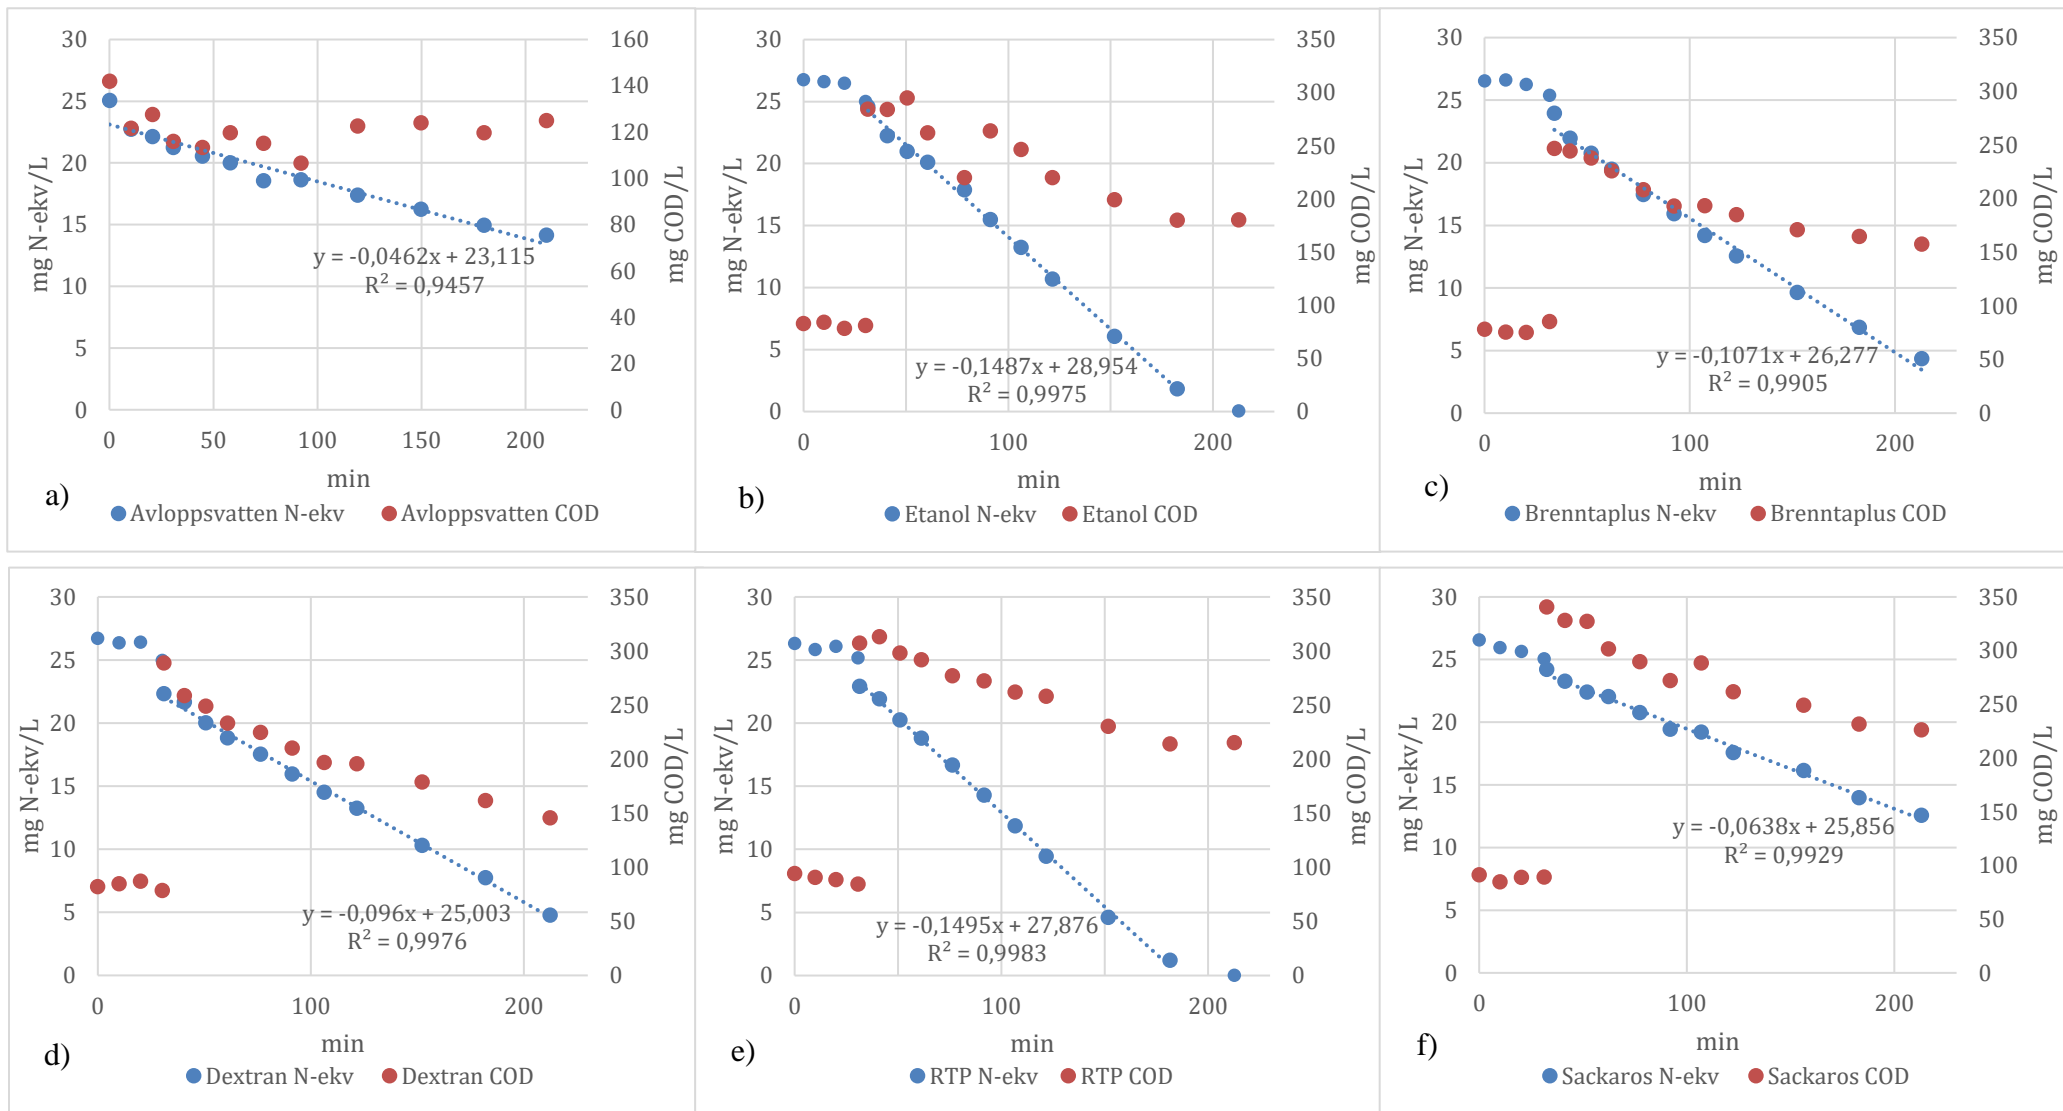 30
25
20
15
10
5
0
160
140
120
100
80
60
40
20
0
0
50
100
150
200
mg N-ekv/L
mg COD/L
y = -0,0462x + 23,115
R² = 0,9457
min
a)
Avloppsvatten N-ekv
Avloppsvatten COD
30
25
20
15
10
5
0
350
300
250
200
150
100
50
0
0
100
200
mg N-ekv/L
mg COD/L
y = -0,1487x + 28,954
R² = 0,9975
min
b)
Etanol N-ekv
Etanol COD
30
25
20
15
10
5
0
350
300
250
200
150
100
50
0
0
100
200
mg N-ekv/L
mg COD/L
y = -0,1071x + 26,277
R² = 0,9905
min
c)
Brenntaplus N-ekv
Brenntaplus COD
30
25
20
15
10
5
0
350
300
250
200
150
100
50
0
0
100
200
mg N-ekv/L
mg COD/L
y = -0,096x + 25,003
R² = 0,9976
min
d)
Dextran N-ekv
Dextran COD
30
25
20
15
10
5
0
350
300
250
200
150
100
50
0
0
100
200
mg N-ekv/L
mg COD/L
y = -0,1495x + 27,876
R² = 0,9983
min
e)
RTP N-ekv
RTP COD
30
25
20
15
10
5
0
350
300
250
200
150
100
50
0
0
100
200
mg N-ekv/L
mg COD/L
y = -0,0638x + 25,856
R² = 0,9929
min
f)
Sackaros N-ekv
Sackaros COD